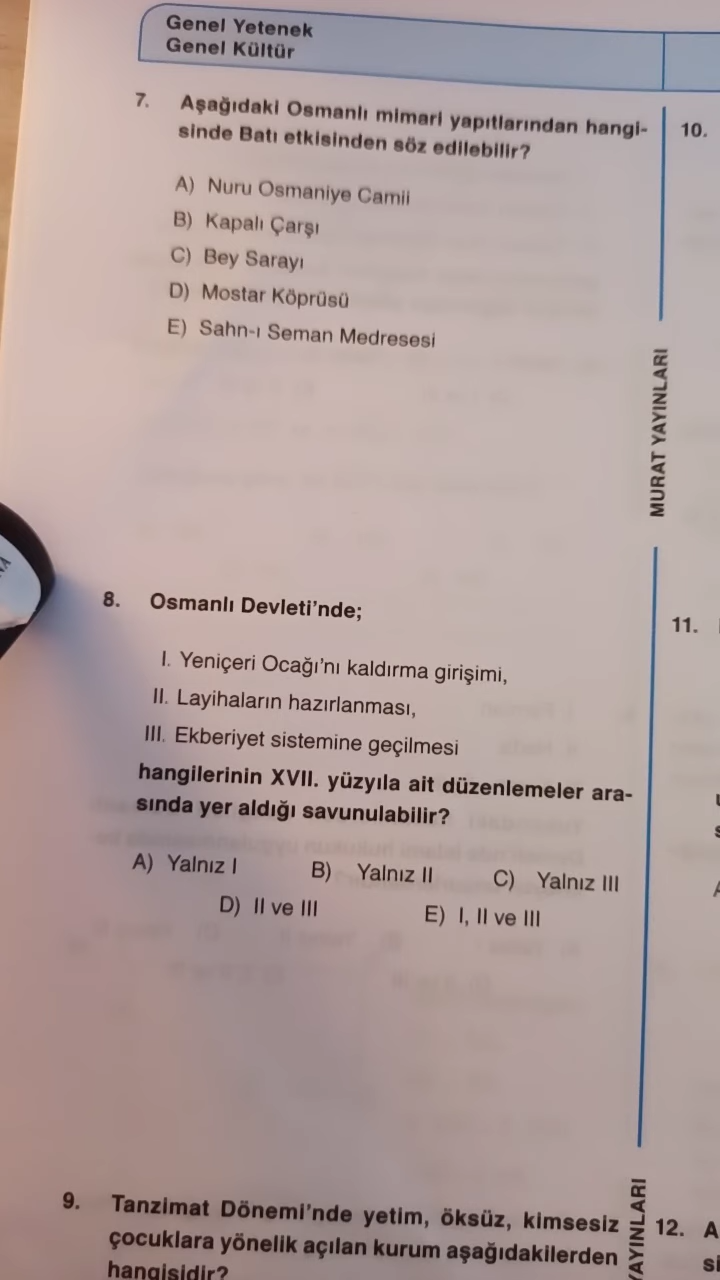 Genel Yetenek
Genel Kültür
7. Aşağıdaki Osmanlı mimari yapıtlarından hangi-
sinde Batı etkisinden söz edilebilir?
A) Nuru Osmaniye Camii
B) Kapalı Çarşı
C) Bey Sarayı
D) Mostar Köprüsü
E) Sahn-ı Seman Medresesi
MURAT YAYINLARI
8. Osmanlı Devleti'nde;
I. Yeniçeri Ocağı'nı kaldırma girişimi,
II. Layihaların hazırlanması,
III. Ekberiyet sistemine geçilmesi
hangilerinin XVII. yüzyıla ait düzenlemeler ara-
sında yer aldığı savunulabilir?
A) Yalnız I B) Yalnız II C) Yalnız III
D) II ve III E) I, II ve III
9. Tanzimat Dönemi'nde yetim, öksüz, kimsesiz
çocuklara yönelik açılan kurum aşağıdakilerden
hangisidir?
YAYINLARI
10.
11.
12. A